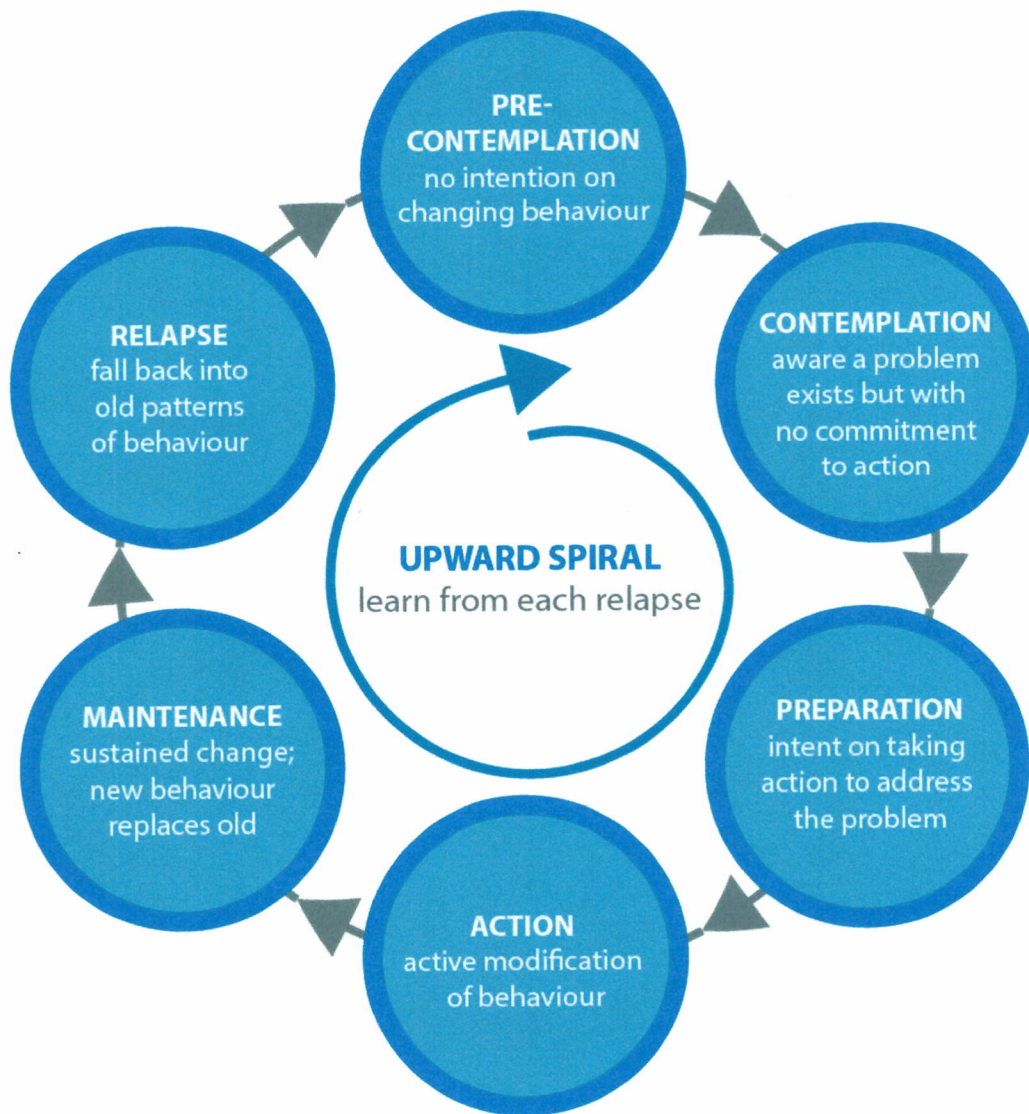 PRE-
CONTEMPLATION
no intention on
changing behaviour
CONTEMPLATION
aware a problem
exists but with
no commitment
to action
PREPARATION
intent on taking
action to address
the problem
ACTION
active modification
of behaviour
MAINTENANCE
sustained change;
new behaviour
replaces old
RELAPSE
fall back into
old patterns
of behaviour
UPWARD SPIRAL
learn from each relapse